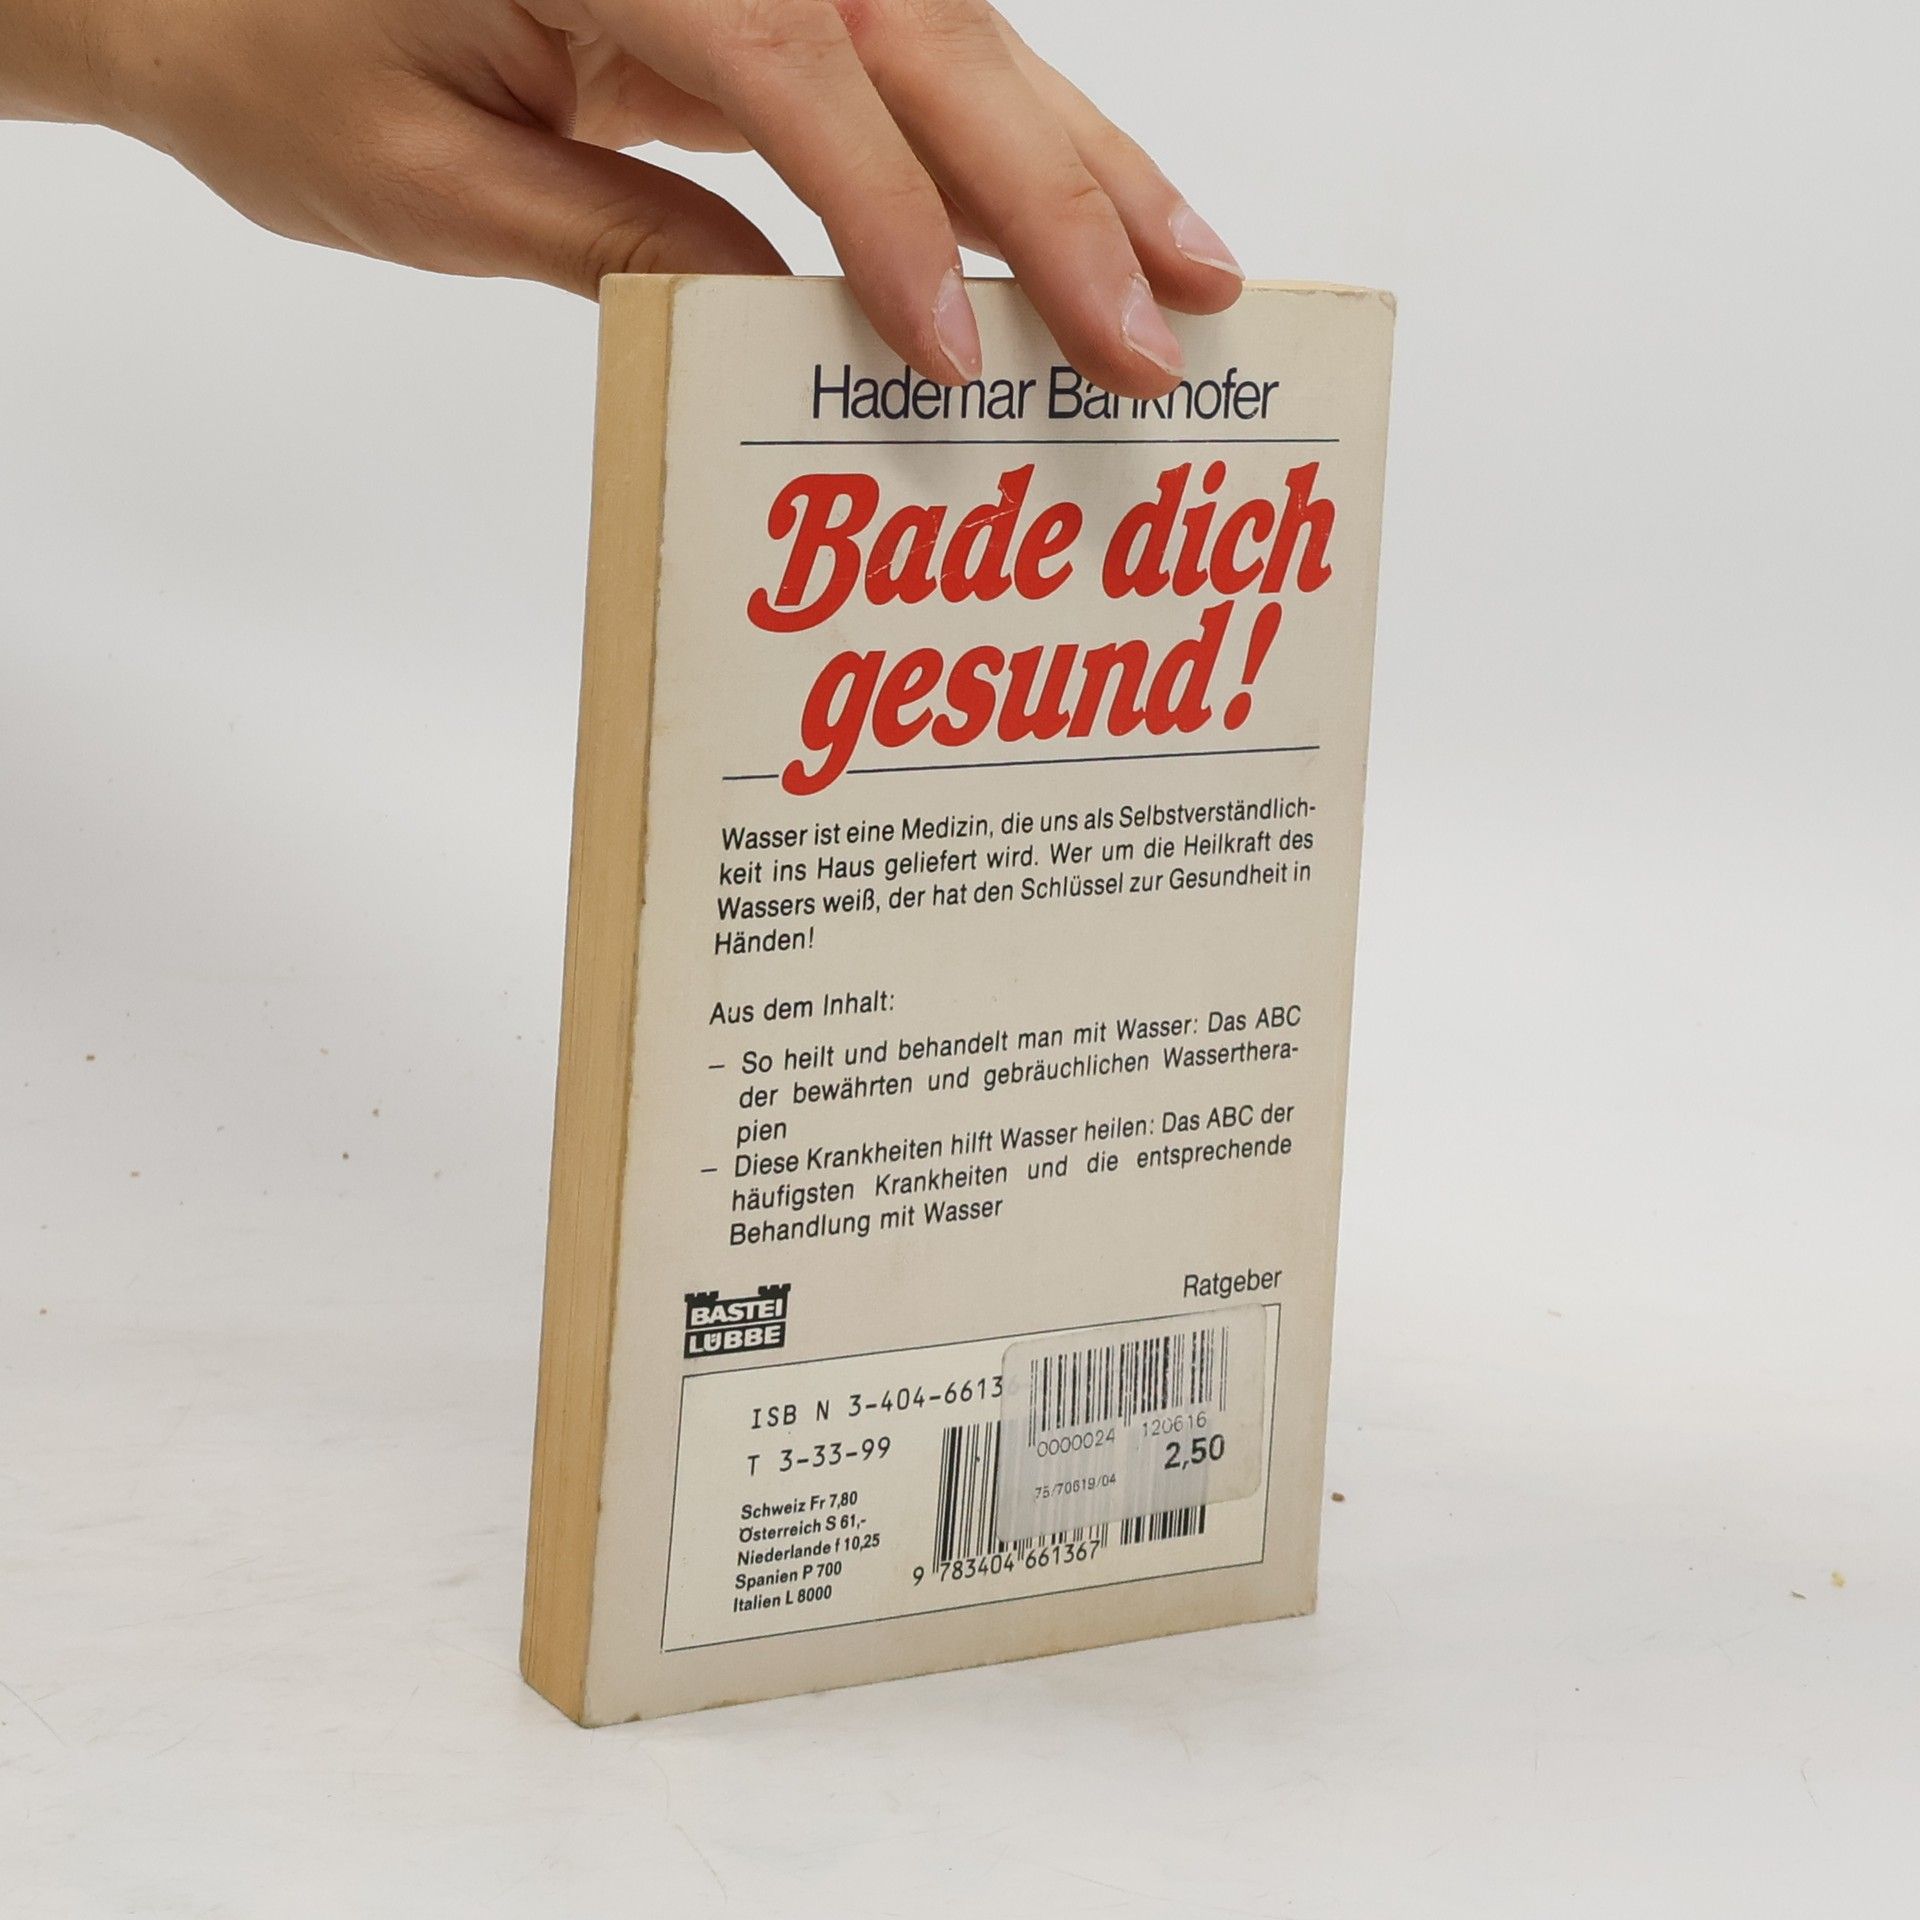 Hademar Bankhofer
Bade dich
gesund!
Wasser ist eine Medizin, die uns als Selbstverständlich-
keit ins Haus geliefert wird. Wer um die Heilkraft des
Wassers weiß, der hat den Schlüssel zur Gesundheit in
Händen!
Aus dem Inhalt:
– So heilt und behandelt man mit Wasser: Das ABC
der bewährten und gebräuchlichen Wasserthera-
pien
– Diese Krankheiten hilft Wasser heilen: Das ABC der
häufigsten Krankheiten und die entsprechende
Behandlung mit Wasser
Ratgeber
BASTEI
LÜBBE
ISB N 3-404-66136
T 3-33-99
Schweiz Fr 7,80
Österreich S 61,-
Niederlande f 10,25
Spanien P 700
Italien L 8000
0000024 120616
2,50
75/70619/04
9 783404 661367